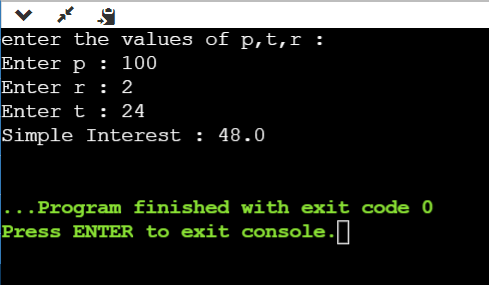 enter the values of p,t,r :
Enter p : 100
Enter r : 2
Enter t : 24
Simple Interest : 48.0
...Program finished with exit code 0
Press ENTER to exit console.